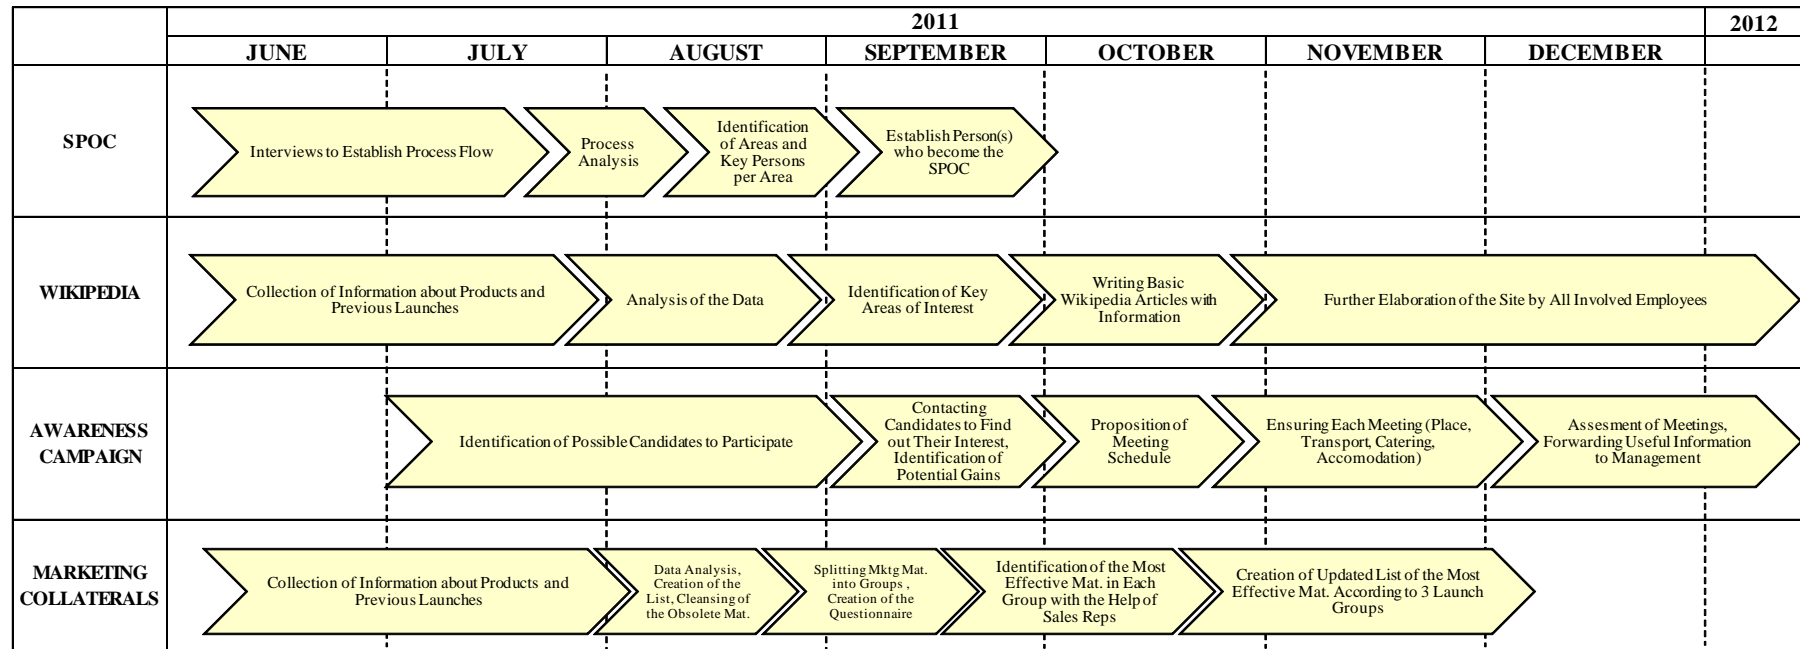 2011
2012
JUNE
JULY
AUGUST
SEPTEMBER
OCTOBER
NOVEMBER
DECEMBER
SPOC
Interviews to Establish Process Flow
Process
Analysis
Identification
of Areas and
Key Persons
per Area
Establish Person(s)
who become the
SPOC
WIKIPEDIA
Collection of Information about Products and
Previous Launches
Analysis of the Data
Identification of Key
Areas of Interest
Writing Basic
Wikipedia Articles with
Information
Further Elaboration of the Site by All Involved Employees
AWARENESS
CAMPAIGN
Identification of Possible Candidates to Participate
Contacting
Candidates to Find
out Their Interest,
Identification of
Potential Gains
Proposition of
Meeting
Schedule
Ensuring Each Meeting (Place,
Transport, Catering,
Accomodation)
Assesment of Meetings,
Forwarding Useful Information
to Management
MARKETING
COLLATERALS
Collection of Information about Products and
Previous Launches
Data Analysis,
Creation of the
List, Cleansing of
the Obsolete Mat.
Splitting Mktg Mat.
into Groups ,
Creation of the
Questionnaire
Identification of the Most
Effective Mat. in Each
Group with the Help of
Sales Reps
Creation of Updated List of the Most
Effective Mat. According to 3 Launch
Groups